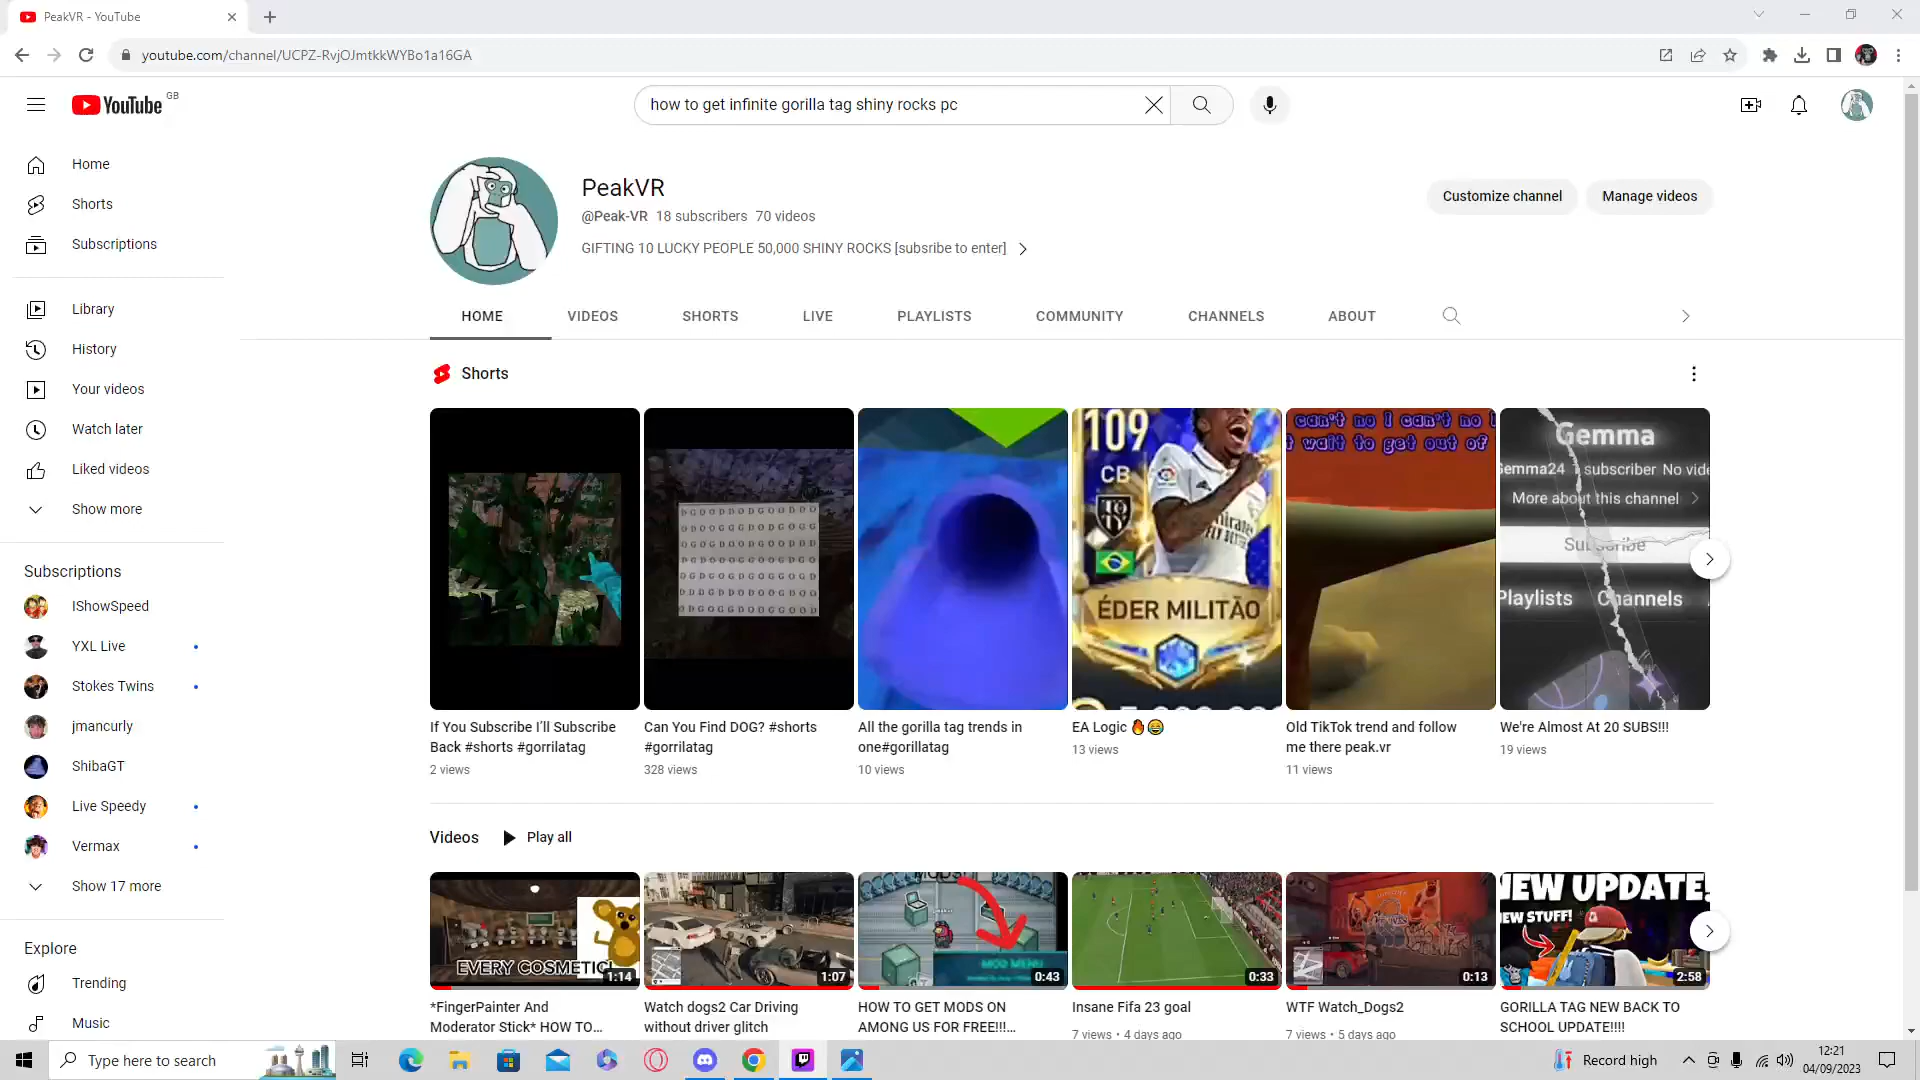 PeakVR - YouTube
youtube.com/channel/UCPZ-RvjOJmtkkWYBo1a16GA
YouTube GB
how to get infinite gorilla tag shiny rocks pc
Home
Shorts
Subscriptions
Library
History
Your videos
Watch later
Liked videos
Show more
Subscriptions
IShowSpeed
YXL Live
Stokes Twins
jmancurly
ShibaGT
Live Speedy
Vermax
Show 17 more
Explore
Trending
Music
PeakVR
@Peak-VR 18 subscribers 70 videos
GIFTING 10 LUCKY PEOPLE 50,000 SHINY ROCKS [subsribe to enter]
Customize channel
Manage videos
HOME VIDEOS SHORTS LIVE PLAYLISTS COMMUNITY CHANNELS ABOUT
Shorts
109
CB
ÉDER MILITÃO
can't no I can't no I
t wait to get out of
Gemma
Gemma24 1 subscriber No vide
More about this channel
Subscribe
Playlists Channels
If You Subscribe I'll Subscribe
Back #shorts #gorrilatag
2 views
Can You Find DOG? #shorts
#gorrilatag
328 views
All the gorilla tag trends in
one#gorillatag
10 views
EA Logic
13 views
Old TikTok trend and follow
me there peak.vr
11 views
We're Almost At 20 SUBS!!!
19 views
Videos Play all
EVERY COSMETIC
1:14
1:07
MOD MENU
0:43
0:33
0:13
NEW UPDATE!
NEW STUFF!
2:58
*FingerPainter And
Moderator Stick* HOW TO...
Watch dogs2 Car Driving
without driver glitch
HOW TO GET MODS ON
AMONG US FOR FREE!!!...
Insane Fifa 23 goal
7 views • 4 days ago
WTF Watch_Dogs2
7 views • 5 days ago
GORILLA TAG NEW BACK TO
SCHOOL UPDATE!!!!
Type here to search
Record high
12:21
04/09/2023